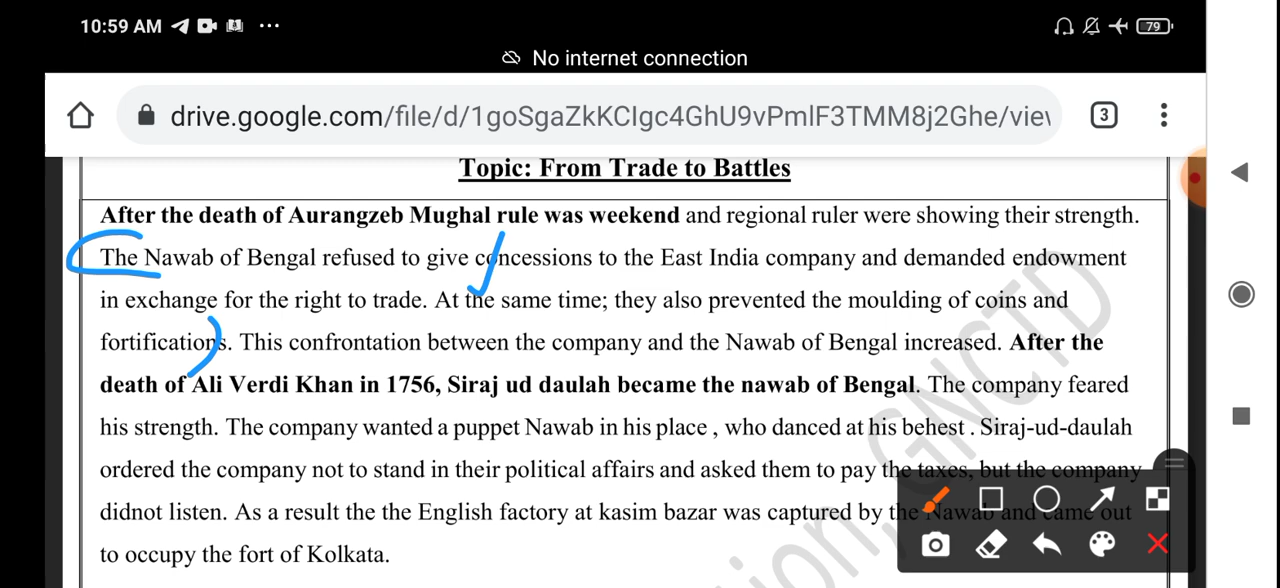 10:59 AM
79
No internet connection
drive.google.com/file/d/1goSgaZkKCIgc4GhU9vPmlF3TMM8j2Ghe/view
3
Topic: From Trade to Battles
After the death of Aurangzeb Mughal rule was weekend and regional ruler were showing their strength.
The Nawab of Bengal refused to give concessions to the East India company and demanded endowment
in exchange for the right to trade. At the same time; they also prevented the moulding of coins and
fortifications. This confrontation between the company and the Nawab of Bengal increased. After the
death of Ali Verdi Khan in 1756, Siraj ud daulah became the nawab of Bengal. The company feared
his strength. The company wanted a puppet Nawab in his place , who danced at his behest . Siraj-ud-daulah
ordered the company not to stand in their political affairs and asked them to pay the taxes, but the company
didnot listen. As a result the the English factory at kasim bazar was captured by the Nawab and came out
to occupy the fort of Kolkata.
GNCTD